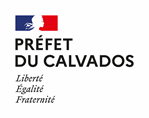 PRÉFET
DU CALVADOS
Liberté
Égalité
Fraternité